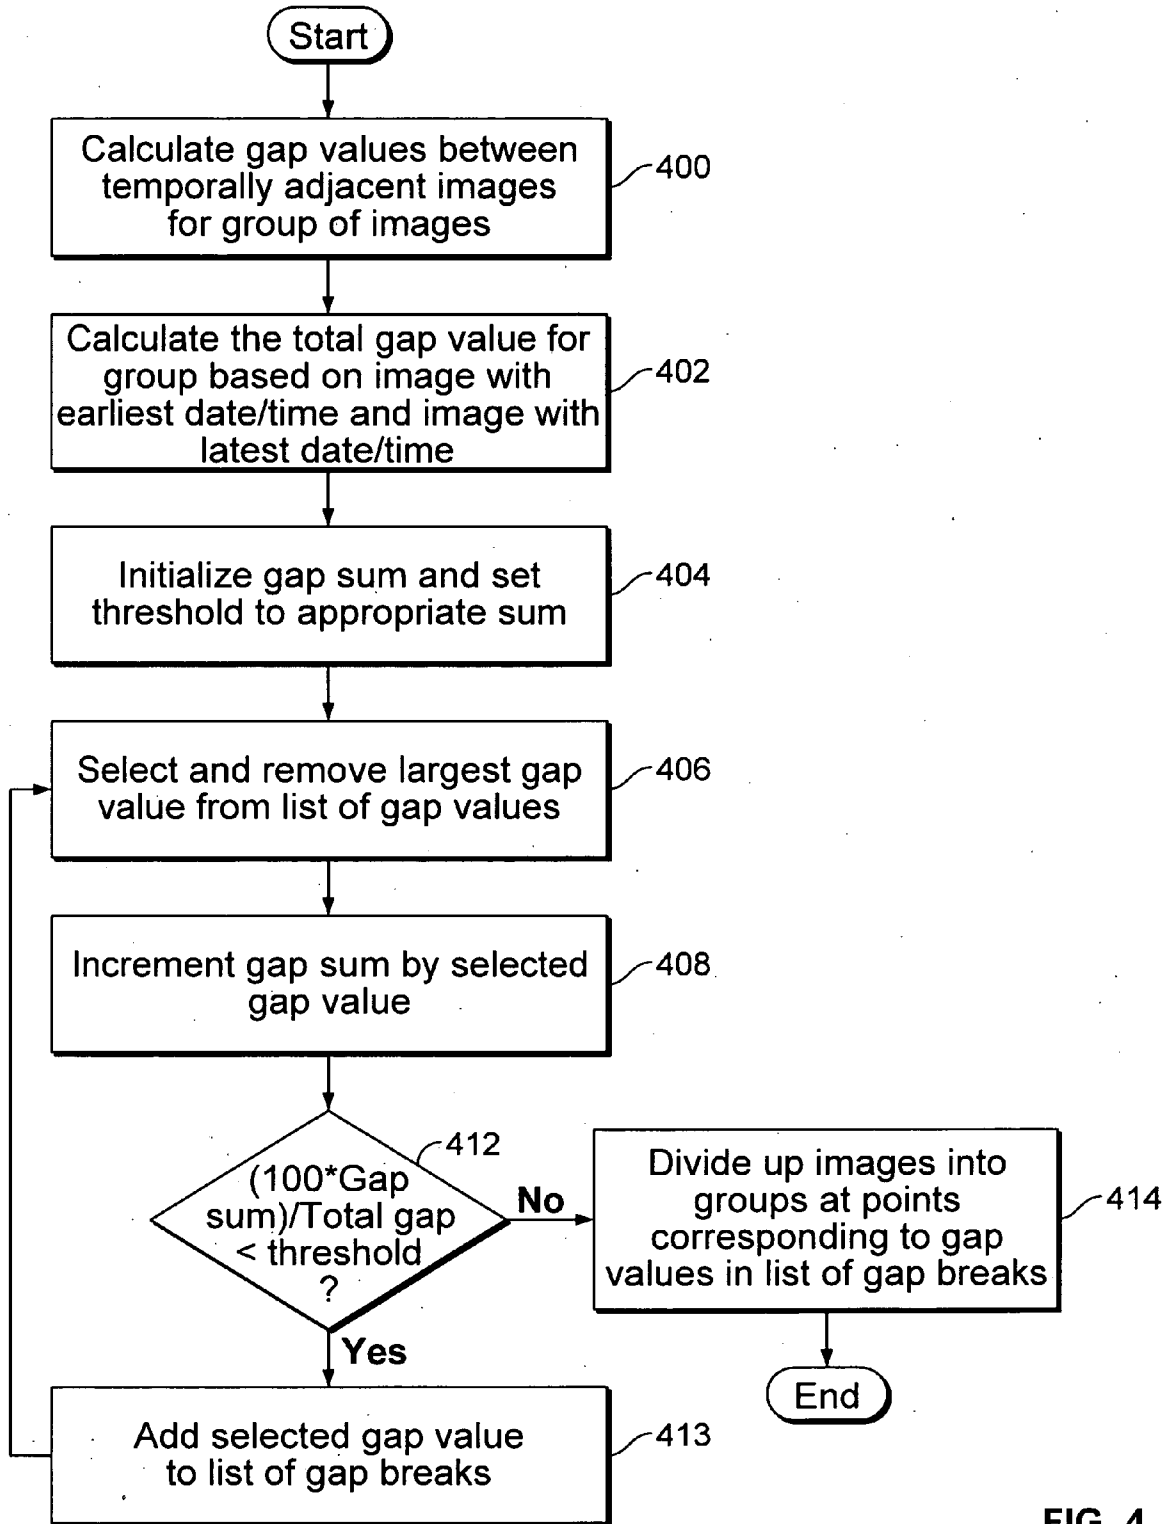 Start
Calculate gap values between
temporally adjacent images
for group of images
400
Calculate the total gap value for
group based on image with
earliest date/time and image with
latest date/time
402
Initialize gap sum and set
threshold to appropriate sum
404
Select and remove largest gap
value from list of gap values
406
Increment gap sum by selected
gap value
408
412
(100*Gap
sum)/Total gap
< threshold
?
No
Yes
Divide up images into
groups at points
corresponding to gap
values in list of gap breaks
414
End
Add selected gap value
to list of gap breaks
413
FIG. 4